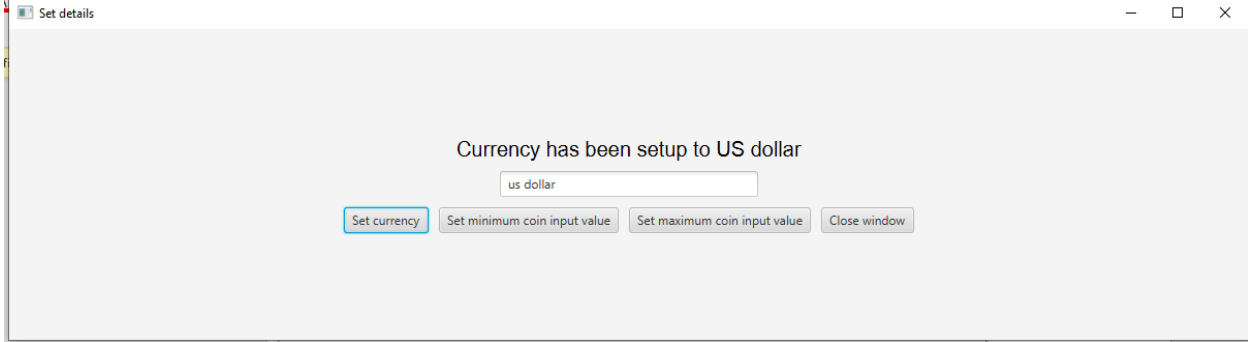 Set details
Currency has been setup to US dollar
us dollar
Set currency Set minimum coin input value Set maximum coin input value Close window